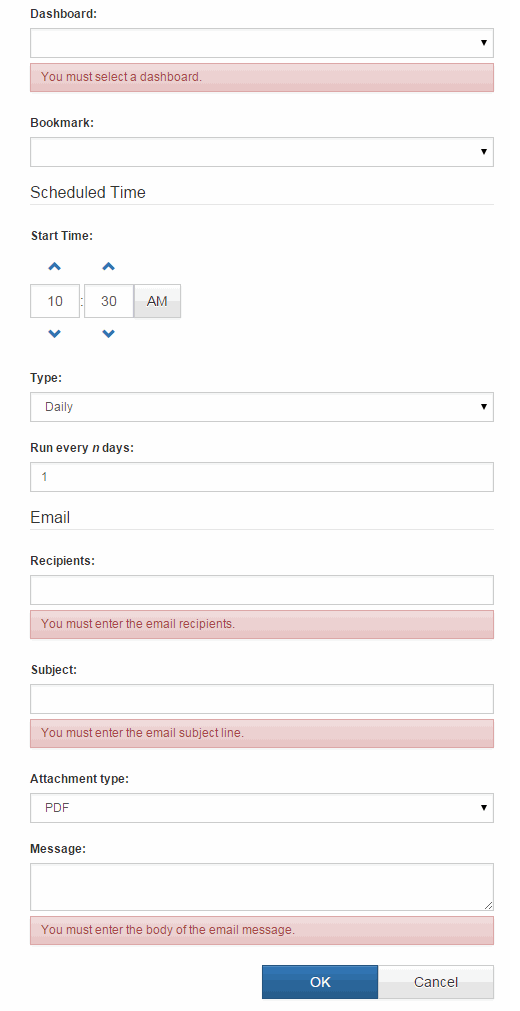 Dashboard:
You must select a dashboard.
Bookmark:
Scheduled Time
Start Time:
10 : 30 AM
Type:
Daily
Run every n days:
1
Email
Recipients:
You must enter the email recipients.
Subject:
You must enter the email subject line.
Attachment type:
PDF
Message:
You must enter the body of the email message.
OK Cancel